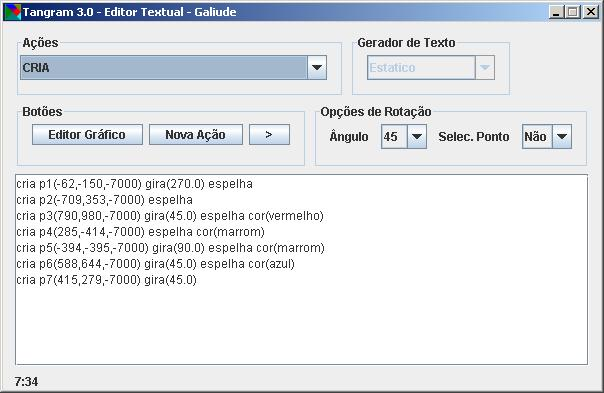 Tangram 3.0 - Editor Textual - Galiude
Ações
Gerador de Texto
CRIA
Estatico
Botões
Opções de Rotação
Editor Gráfico
Nova Ação
>
Ângulo
45
Selec. Ponto
Não
cria p1(-62,-150,-7000) gira(270.0) espelha
cria p2(-709,353,-7000) espelha
cria p3(790,980,-7000) gira(45.0) espelha cor(vermelho)
cria p4(285,-414,-7000) espelha cor(marrom)
cria p5(-394,-395,-7000) gira(90.0) espelha cor(marrom)
cria p6(588,644,-7000) gira(45.0) espelha cor(azul)
cria p7(415,279,-7000) gira(45.0)
7:34